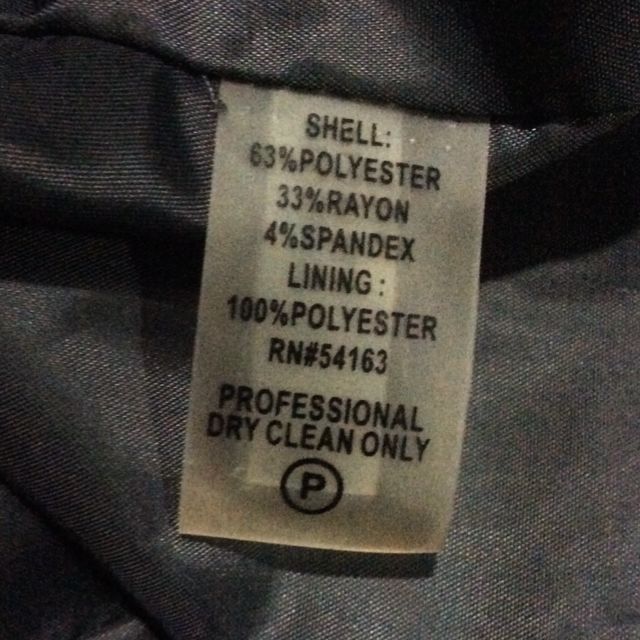 SHELL:
63%POLYESTER
33%RAYON
4%SPANDEX
LINING :
100%POLYESTER
RN#54163
PROFESSIONAL
DRY CLEAN ONLY
P